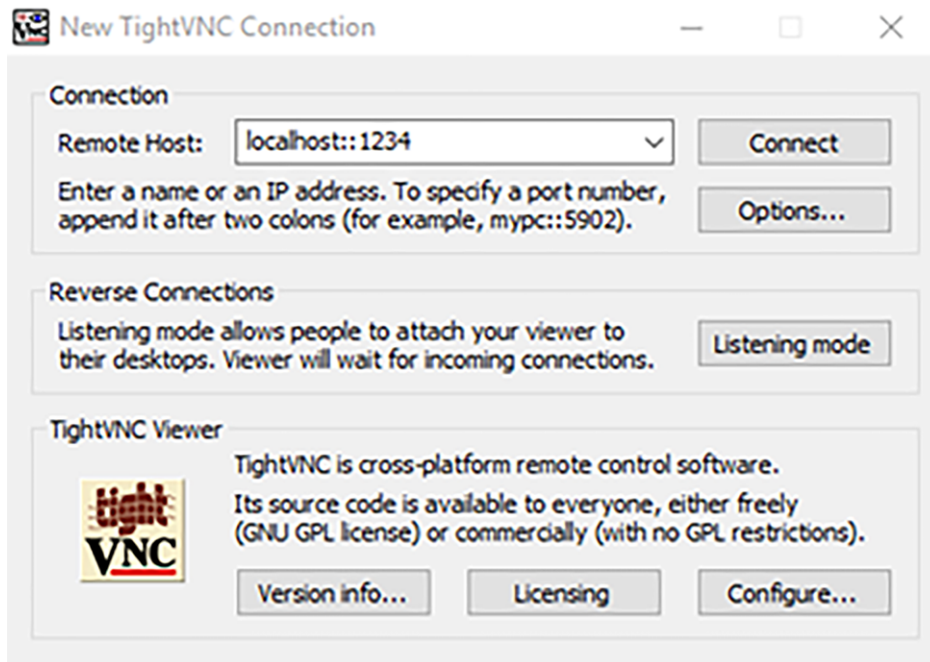 New TightVNC Connection
Connection
Remote Host: localhost::1234 Connect
Enter a name or an IP address. To specify a port number,
append it after two colons (for example, mypc::5902).
Options...
Reverse Connections
Listening mode allows people to attach your viewer to
their desktops. Viewer will wait for incoming connections.
Listening mode
TightVNC Viewer
tight
VNC
TightVNC is cross-platform remote control software.
Its source code is available to everyone, either freely
(GNU GPL license) or commercially (with no GPL restrictions).
Version info... Licensing Configure...